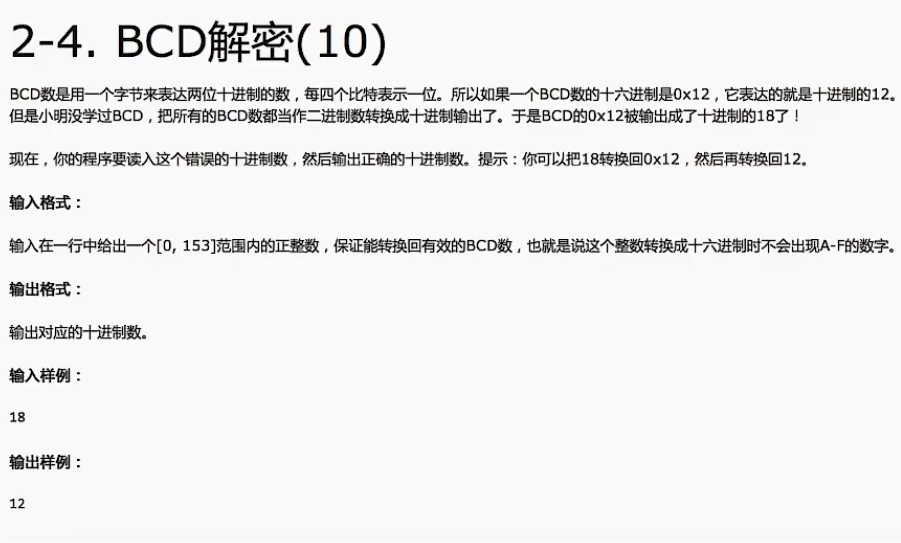 2-4. BCD解密(10)
BCD数是用一个字节来表达两位十进制的数，每四个比特表示一位。所以如果一个BCD数的十六进制是0x12，它表达的就是十进制的12。
但是小明没学过BCD，把所有的BCD数都当作二进制数转换成十进制输出了。于是BCD的0x12被输出成了十进制的18了！
现在，你的程序要读入这个错误的十进制数，然后输出正确的十进制数。提示：你可以把18转换回0x12，然后再转换回12。
输入格式：
输入在一行中给出一个[0, 153]范围内的正整数，保证能转换回有效的BCD数，也就是说这个整数转换成十六进制时不会出现A-F的数字。
输出格式：
输出对应的十进制数。
输入样例：
18
输出样例：
12